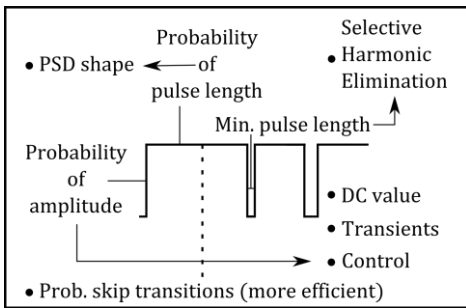 Probability
of
pulse length
• PSD shape
Selective
• Harmonic
Elimination
Min. pulse length
Probability
of
amplitude
• DC value
• Transients
• Control
• Prob. skip transitions (more efficient)